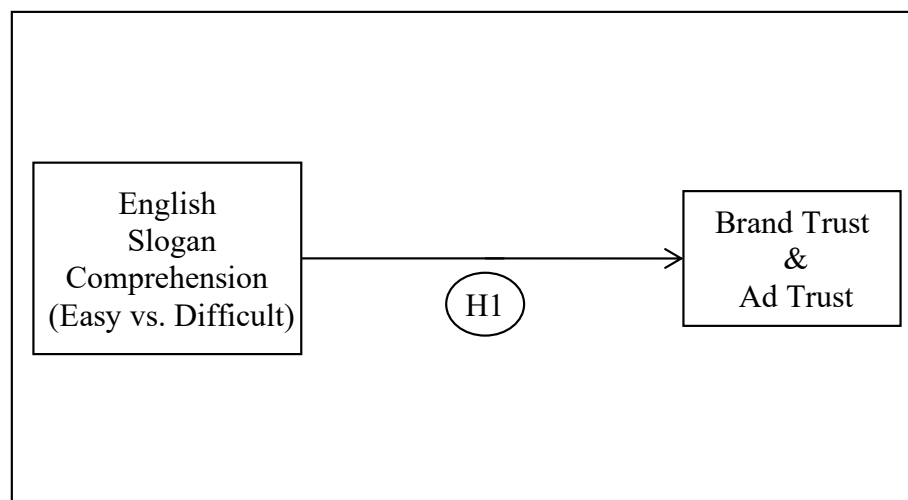 English
Slogan
Comprehension
(Easy vs. Difficult)
H1
Brand Trust
&
Ad Trust